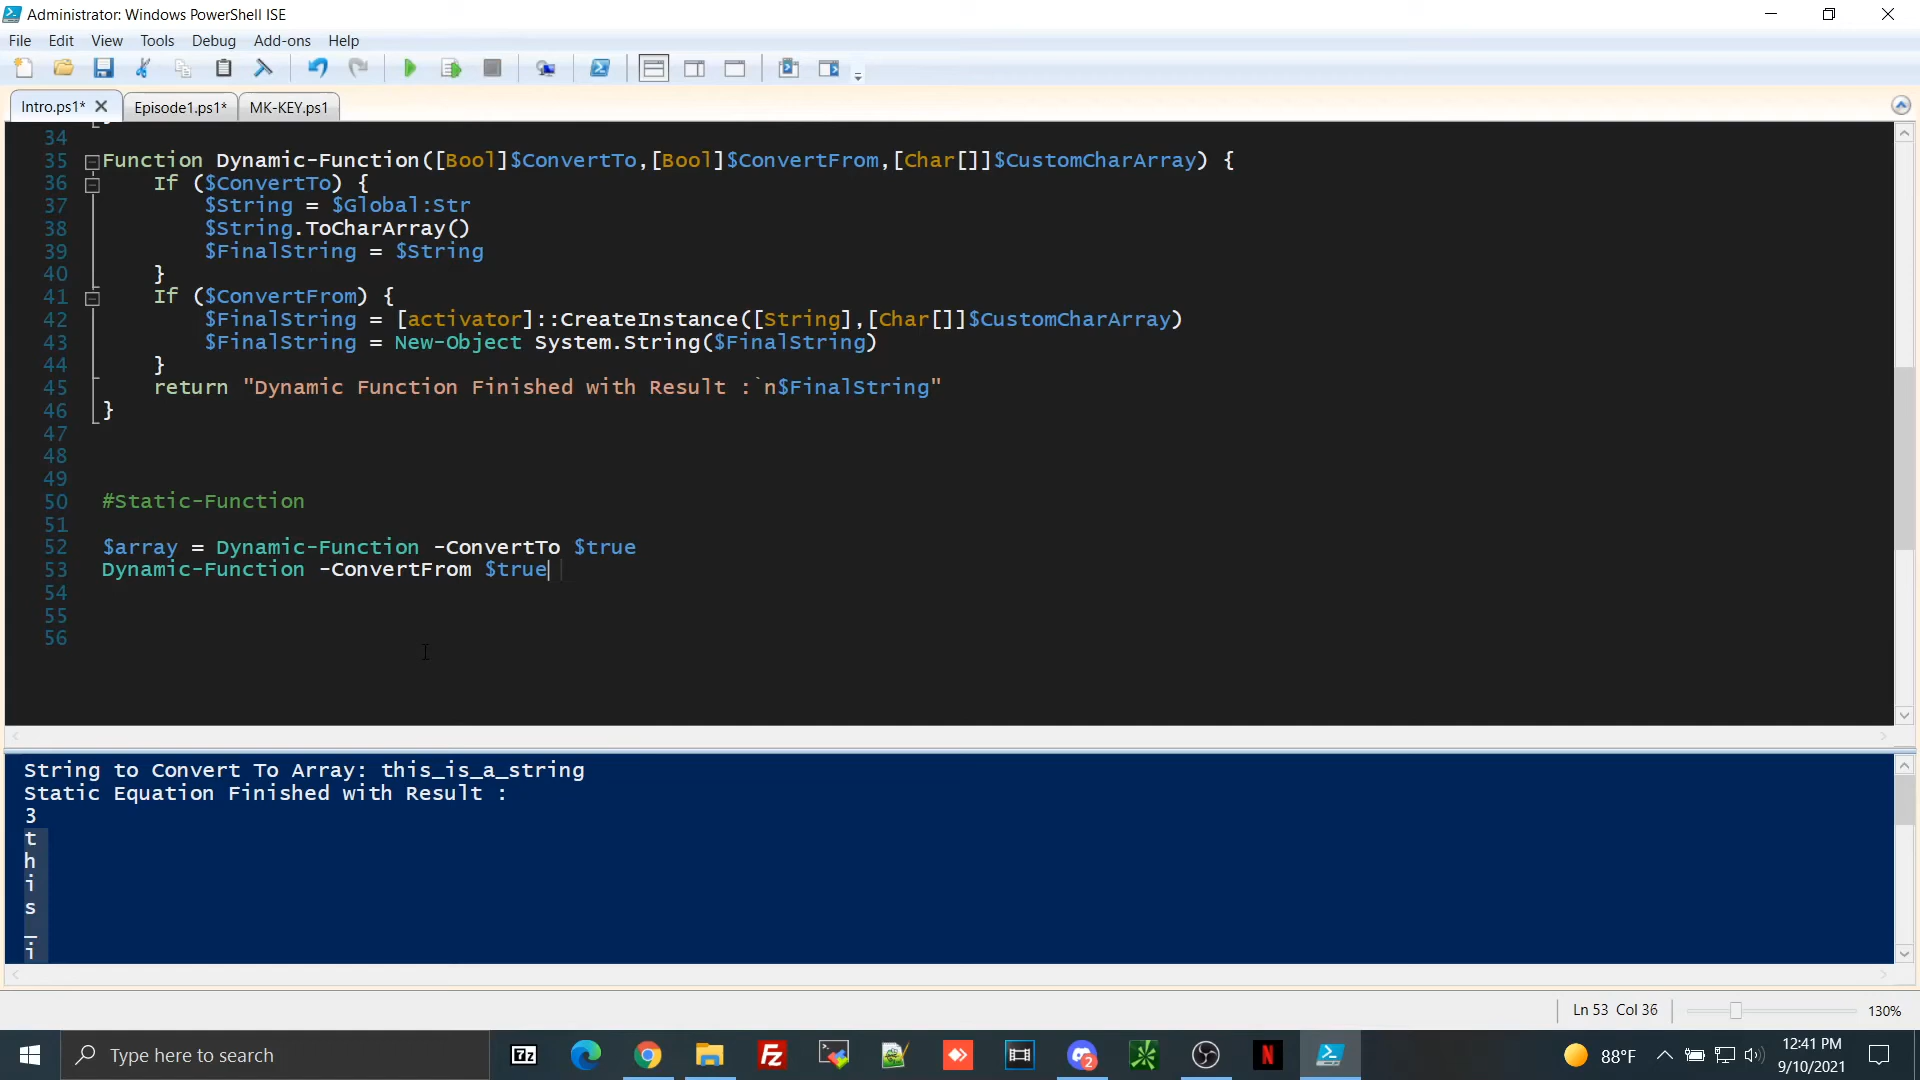 Administrator: Windows PowerShell ISE
File Edit View Tools Debug Add-ons Help
Intro.ps1* Episode1.ps1* MK-KEY.ps1
34
35 Function Dynamic-Function([Bool]$ConvertTo,[Bool]$ConvertFrom,[Char[]]$CustomCharArray) {
36 If ($ConvertTo) {
37 $String = $Global:Str
38 $String.ToCharArray()
39 $FinalString = $String
40 }
41 If ($ConvertFrom) {
42 $FinalString = [activator]::CreateInstance([String],[Char[]]$CustomCharArray)
43 $FinalString = New-Object System.String($FinalString)
44 }
45 return "Dynamic Function Finished with Result :`n$FinalString"
46 }
47
48
49
50 #Static-Function
51
52 $array = Dynamic-Function -ConvertTo $true
53 Dynamic-Function -ConvertFrom $true
54
55
56
String to Convert To Array: this_is_a_string
Static Equation Finished with Result :
3
t
h
i
s
_
i
Ln 53 Col 36 130%
Type here to search
7z
Fz
2
N
88°F
12:41 PM
9/10/2021